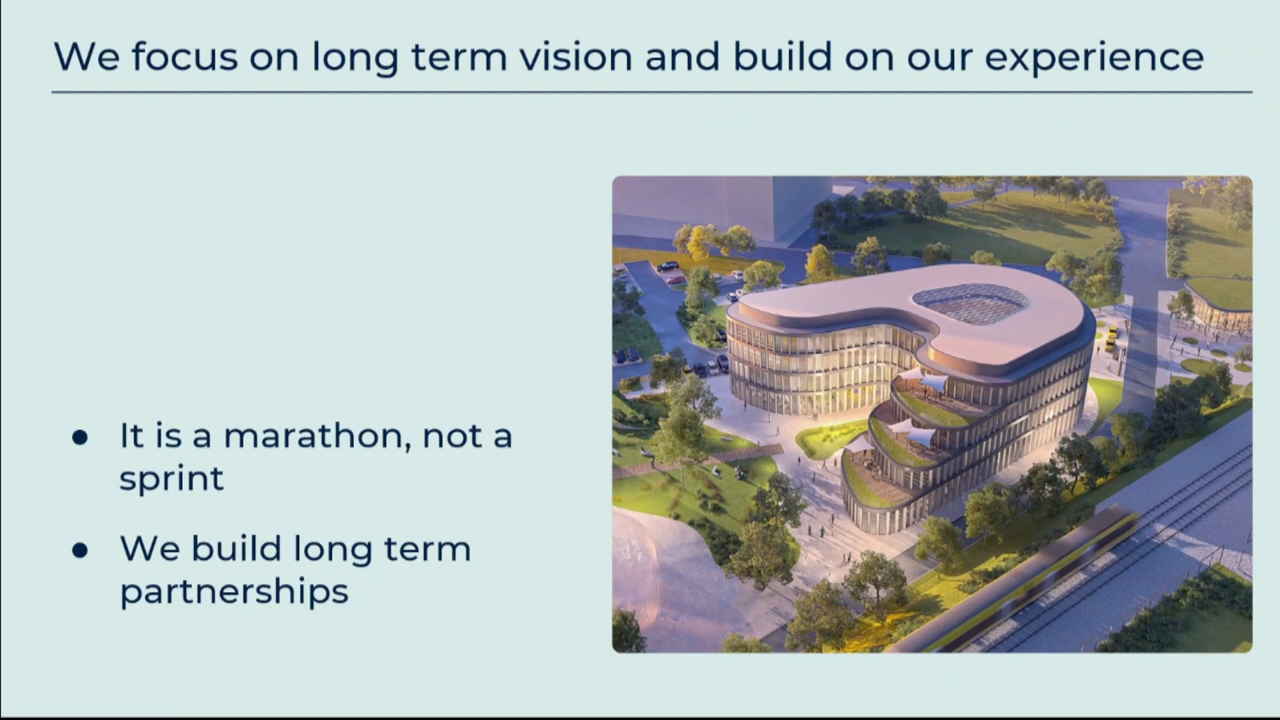 We focus on long term vision and build on our experience
● It is a marathon, not a
sprint
● We build long term
partnerships